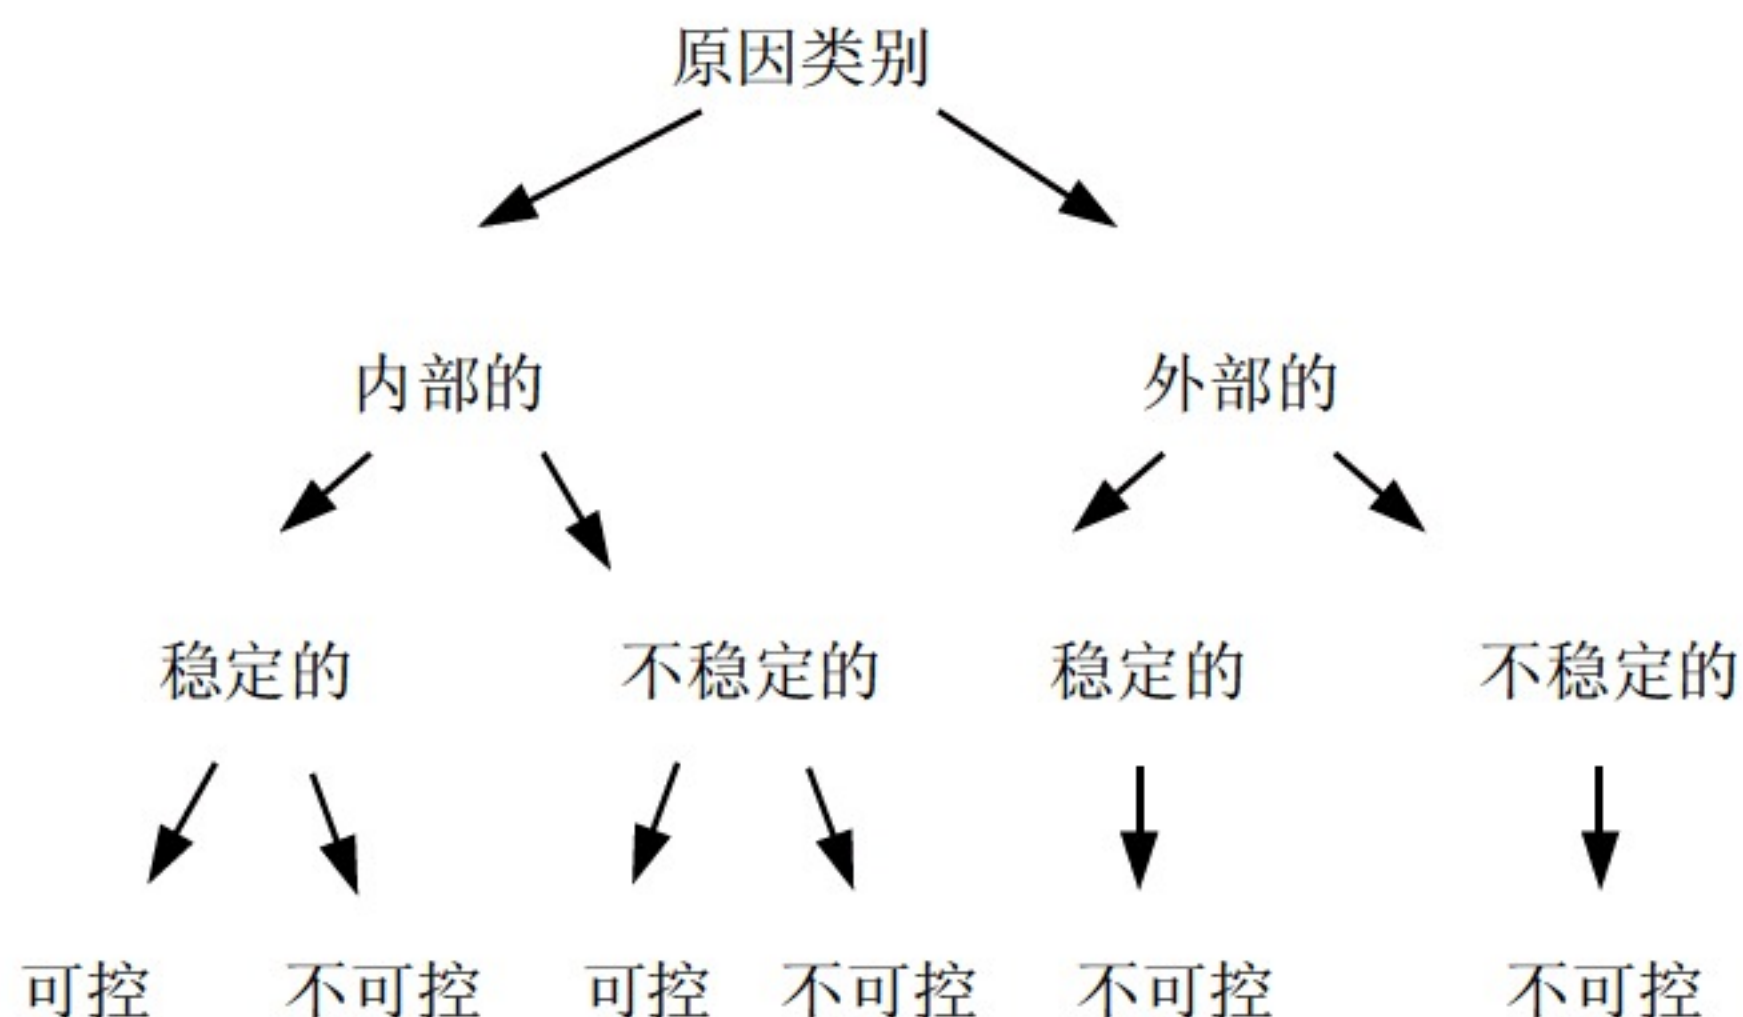 原因类别
内部的 外部的
稳定的 不稳定的 稳定的 不稳定的
可控 不可控 可控 不可控 不可控 不可控